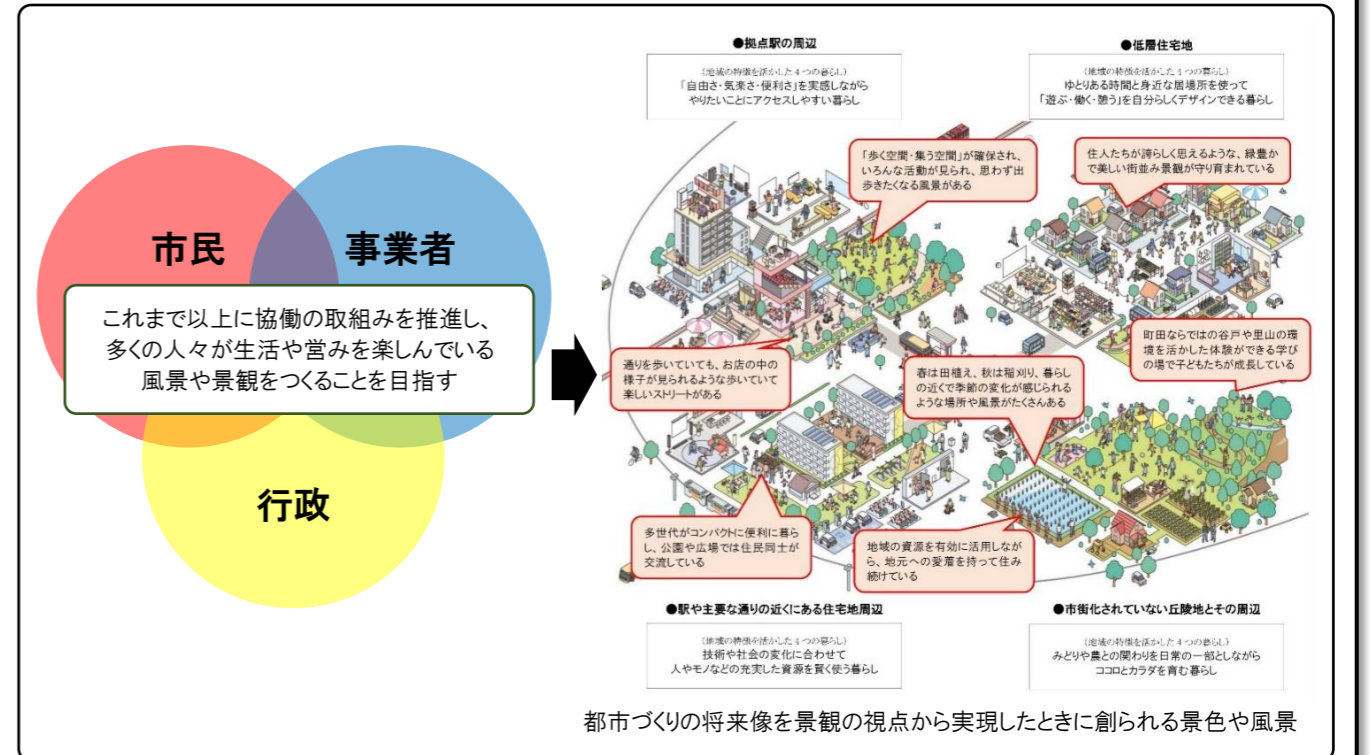 市民
事業者
これまで以上に協働の取組みを推進し、
多くの人々が生活や営みを楽しんでいる
風景や景観をつくることを目指す
行政
●拠点駅の周辺
(地域の特徴を活かした4つの暮らし)
「自由さ・気楽さ・便利さ」を実感しながら
やりたいことにアクセスしやすい暮らし
●低層住宅地
(地域の特徴を活かした4つの暮らし)
ゆとりある時間と身近な居場所を使って
「遊ぶ・働く・憩う」を自分らしくデザインできる暮らし
「歩く空間・集う空間」が確保され、
いろんな活動が見られ、思わず出
歩きたくなる風景がある
住人たちが誇らしく思えるような、緑豊か
で美しい街並み景観が守り育まれている
通りを歩いていても、お店の中の
様子が見られるような歩いていて
楽しいストリートがある
春は田植え、秋は稲刈り、暮らし
の近くで季節の変化が感じられる
ような場所や風景がたくさんある
町田ならではの谷戸や里山の環
境を活かした体験ができる学び
の場で子どもたちが成長している
多世代がコンパクトに便利に暮ら
し、公園や広場では住民同士が
交流している
地域の資源を有効に活用しなが
ら、地元への愛着を持って住み
続けている
●駅や主要な通りの近くにある住宅地周辺
(地域の特徴を活かした4つの暮らし)
技術や社会の変化に合わせて
人やモノなどの充実した資源を賢く使う暮らし
●市街化されていない丘陵地とその周辺
(地域の特徴を活かした4つの暮らし)
みどりや農との関わりを日常の一部としながら
ココロとカラダを育む暮らし
都市づくりの将来像を景観の視点から実現したときに創られる景色や風景